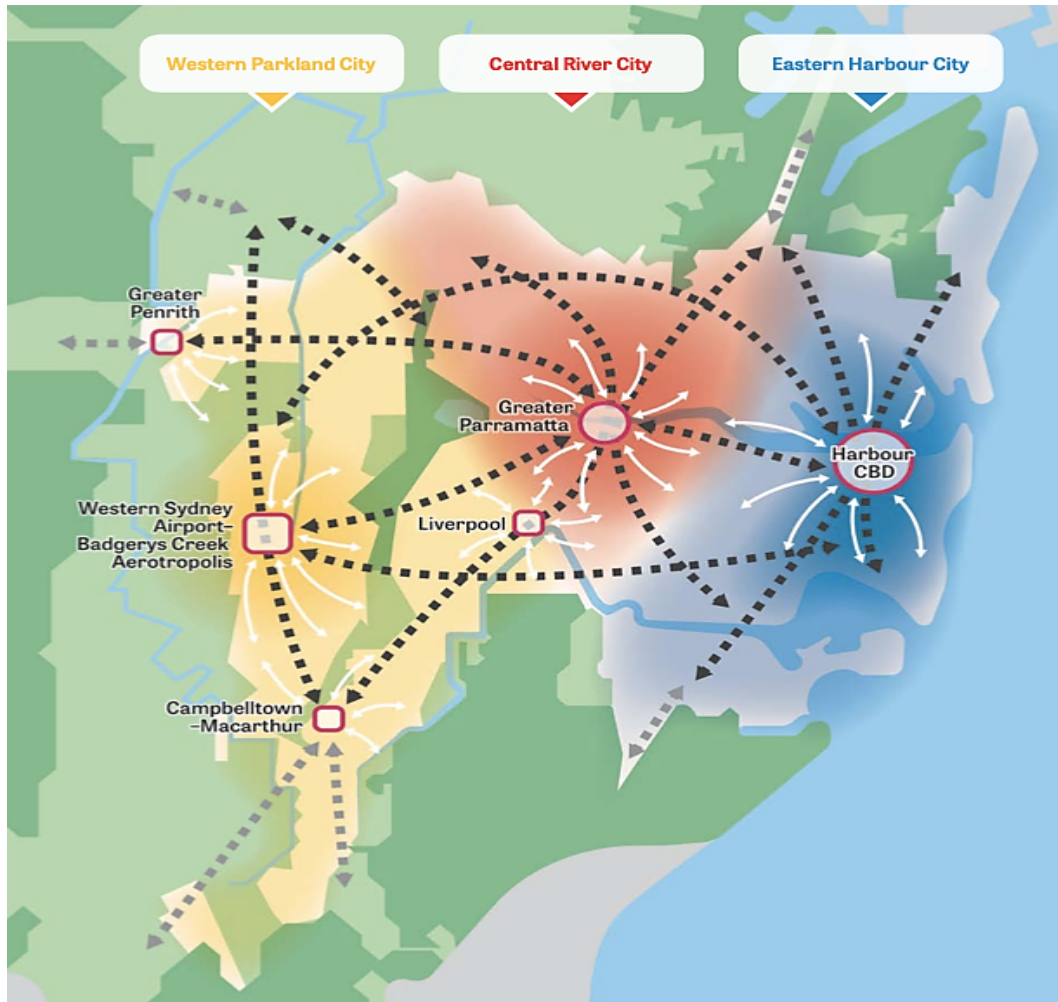 Western Parkland City
Central River City
Eastern Harbour City
Greater
Penrith
Greater
Parramatta
Harbour
CBD
Western Sydney
Airport–
Badgerys Creek
Aerotropolis
Liverpool
Campbelltown
–Macarthur